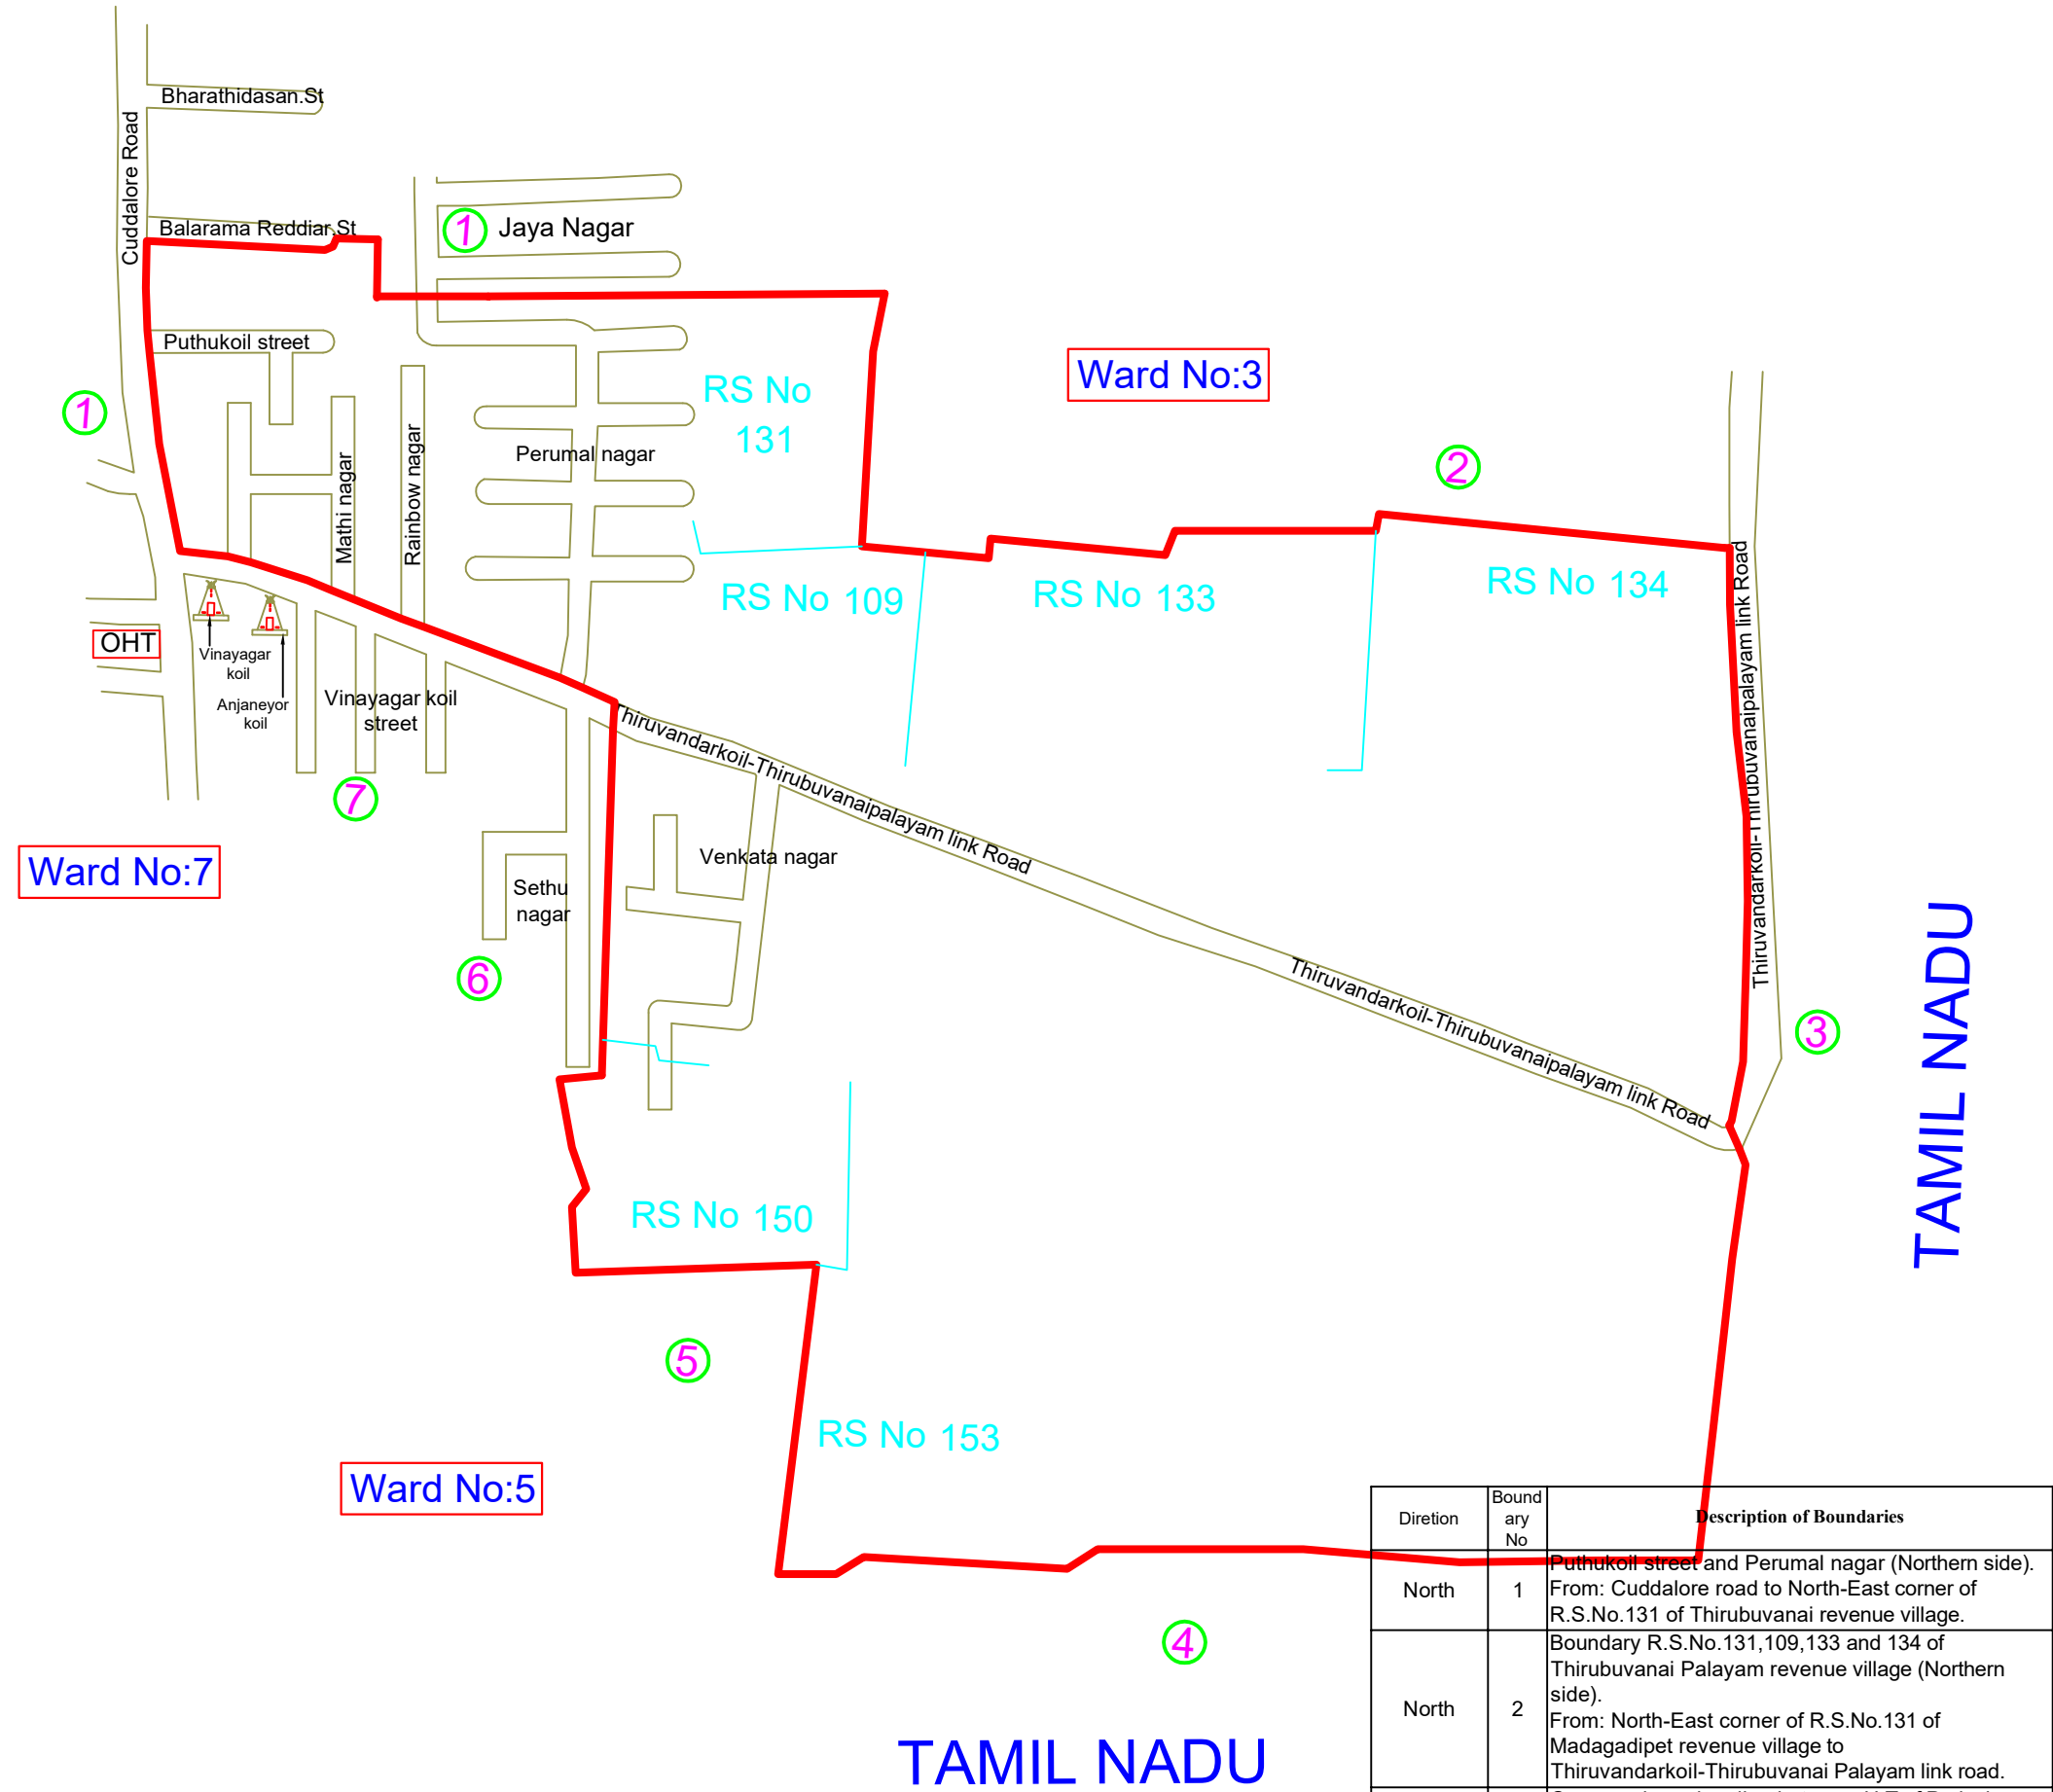 Bharathidasan.St
Cuddalore Road
Balarama Reddiar.St
1
Jaya Nagar
Puthukoil street
1
RS No
131
Ward No:3
Perumal nagar
Mathi nagar
Rainbow nagar
2
RS No 109
RS No 133
RS No 134
Thiruvandarkoil-Thirubuvanaipalayam link Road
Thiruvandarkoil-Thirubuvanaipalayam link Road
OHT
Vinayagar
koil
Anjaneyor
koil
Vinayagar koil
street
7
Thiruvandarkoil-Thirubuvanaipalayam link Road
Ward No:7
Venkata nagar
Sethu
nagar
6
Thiruvandarkoil-Thirubuvanaipalayam link Road
3
TAMIL NADU
RS No 150
5
RS No 153
Ward No:5
4
TAMIL NADU
Diretion
Bound
ary
No
Description of Boundaries
North
1
Puthukoil street and Perumal nagar (Northern side).
From: Cuddalore road to North-East corner of
R.S.No.131 of Thirubuvanai revenue village.
North
2
Boundary R.S.No.131,109,133 and 134 of
Thirubuvanai Palayam revenue village (Northern
side).
From: North-East corner of R.S.No.131 of
Madagadipet revenue village to
Thiruvandarkoil-Thirubuvanai Palayam link road.